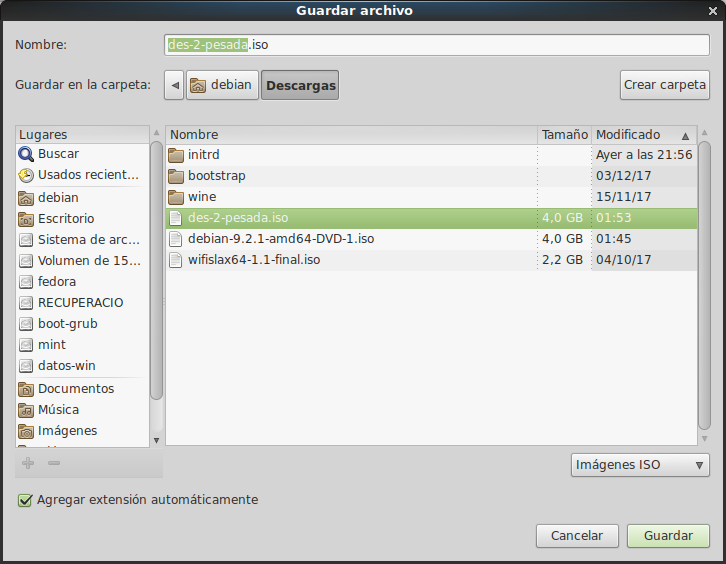 Guardar archivo
Nombre: des-2-pesada.iso
Guardar en la carpeta: debian Descargas Crear carpeta
Lugares
Buscar
Usados recient...
debian
Escritorio
Sistema de arc...
Volumen de 15...
fedora
RECUPERACIO
boot-grub
mint
datos-win
Documentos
Música
Imágenes
Nombre Tamaño Modificado
initrd Ayer a las 21:56
bootstrap 03/12/17
wine 15/11/17
des-2-pesada.iso 4,0 GB 01:53
debian-9.2.1-amd64-DVD-1.iso 4,0 GB 01:45
wifislax64-1.1-final.iso 2,2 GB 04/10/17
Imágenes ISO
Agregar extensión automáticamente
Cancelar Guardar